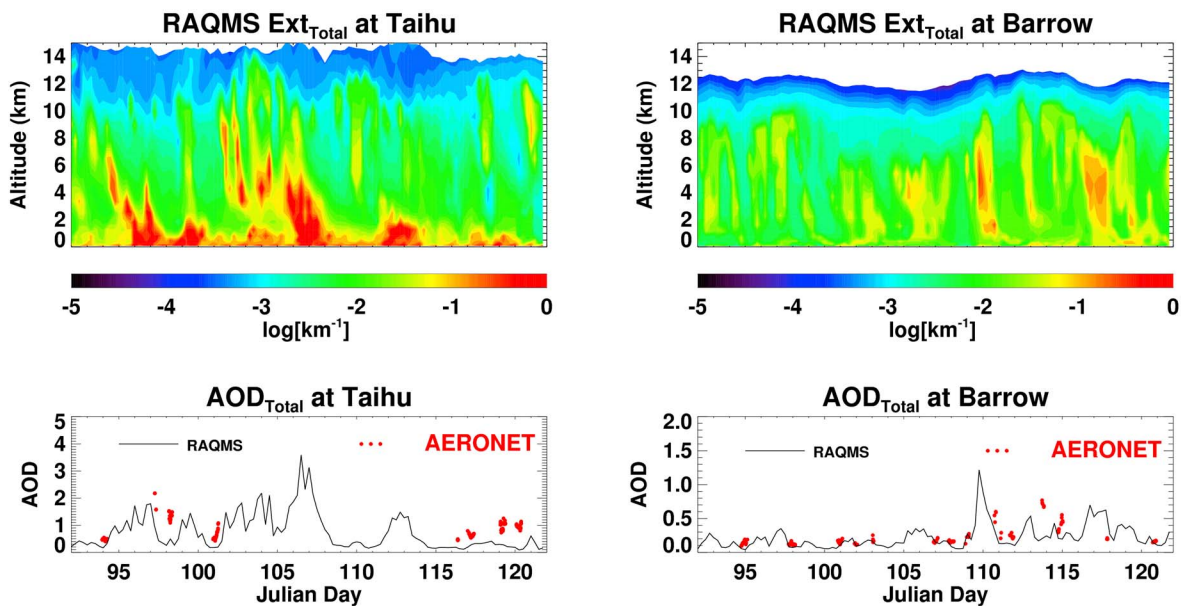 RAQMS Ext_Total at Taihu
Altitude (km)
14
12
10
8
6
4
2
0
-5 -4 -3 -2 -1 0
log[km⁻¹]
RAQMS Ext_Total at Barrow
Altitude (km)
14
12
10
8
6
4
2
0
-5 -4 -3 -2 -1 0
log[km⁻¹]
AOD_Total at Taihu
AOD
5
4
3
2
1
0
RAQMS
AERONET
95 100 105 110 115 120
Julian Day
AOD_Total at Barrow
AOD
2.0
1.5
1.0
0.5
0.0
RAQMS
AERONET
95 100 105 110 115 120
Julian Day